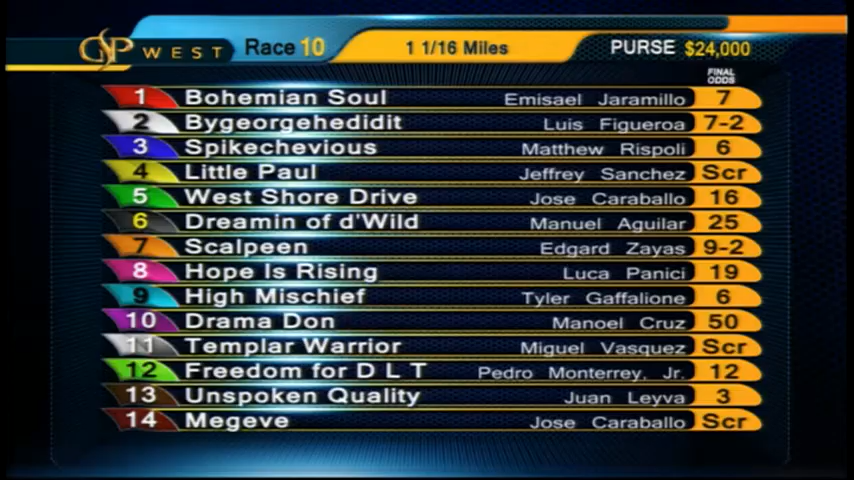 GSP WEST Race 10 1 1/16 Miles PURSE $24,000
FINAL ODDS
1 Bohemian Soul Emisael Jaramillo 7
2 Bygeorgehedidit Luis Figueroa 7-2
3 Spikechevious Matthew Rispoli 6
4 Little Paul Jeffrey Sanchez Scr
5 West Shore Drive Jose Caraballo 16
6 Dreamin of d'Wild Manuel Aguilar 25
7 Scalpeen Edgard Zayas 9-2
8 Hope Is Rising Luca Panici 19
9 High Mischief Tyler Gaffalione 6
10 Drama Don Manoel Cruz 50
11 Templar Warrior Miguel Vasquez Scr
12 Freedom for D L T Pedro Monterrey, Jr. 12
13 Unspoken Quality Juan Leyva 3
14 Megeve Jose Caraballo Scr